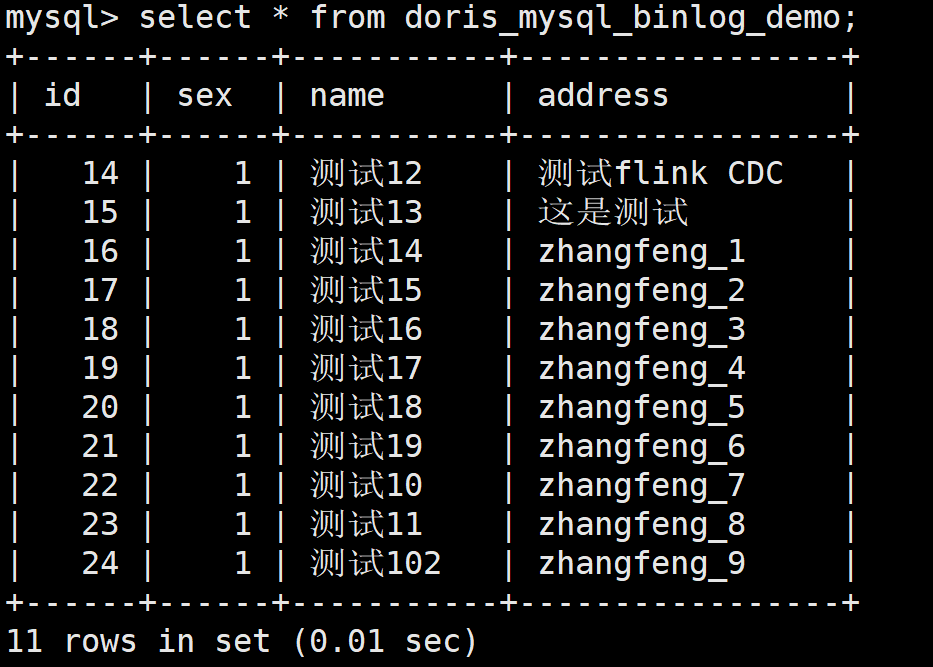 mysql> select * from doris_mysql_binlog_demo;
+------+------+-----------+-----------------+
| id   | sex  | name      | address         |
+------+------+-----------+-----------------+
|   14 |    1 | 测试12    | 测试flink CDC   |
|   15 |    1 | 测试13    | 这是测试        |
|   16 |    1 | 测试14    | zhangfeng_1     |
|   17 |    1 | 测试15    | zhangfeng_2     |
|   18 |    1 | 测试16    | zhangfeng_3     |
|   19 |    1 | 测试17    | zhangfeng_4     |
|   20 |    1 | 测试18    | zhangfeng_5     |
|   21 |    1 | 测试19    | zhangfeng_6     |
|   22 |    1 | 测试10    | zhangfeng_7     |
|   23 |    1 | 测试11    | zhangfeng_8     |
|   24 |    1 | 测试102   | zhangfeng_9     |
+------+------+-----------+-----------------+
11 rows in set (0.01 sec)